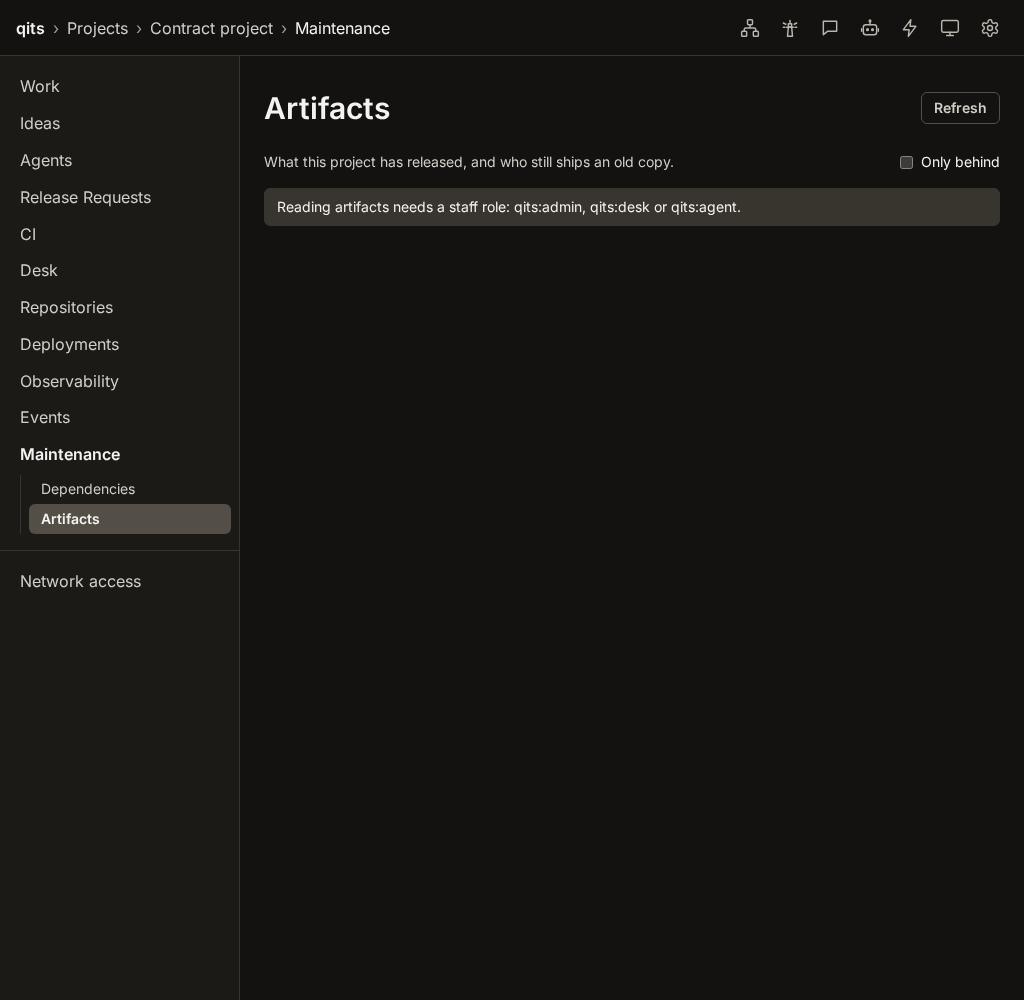 qits › Projects › Contract project › Maintenance
Work
Ideas
Agents
Release Requests
CI
Desk
Repositories
Deployments
Observability
Events
Maintenance
Dependencies
Artifacts
Network access
Artifacts
Refresh
What this project has released, and who still ships an old copy.
Only behind
Reading artifacts needs a staff role: qits:admin, qits:desk or qits:agent.